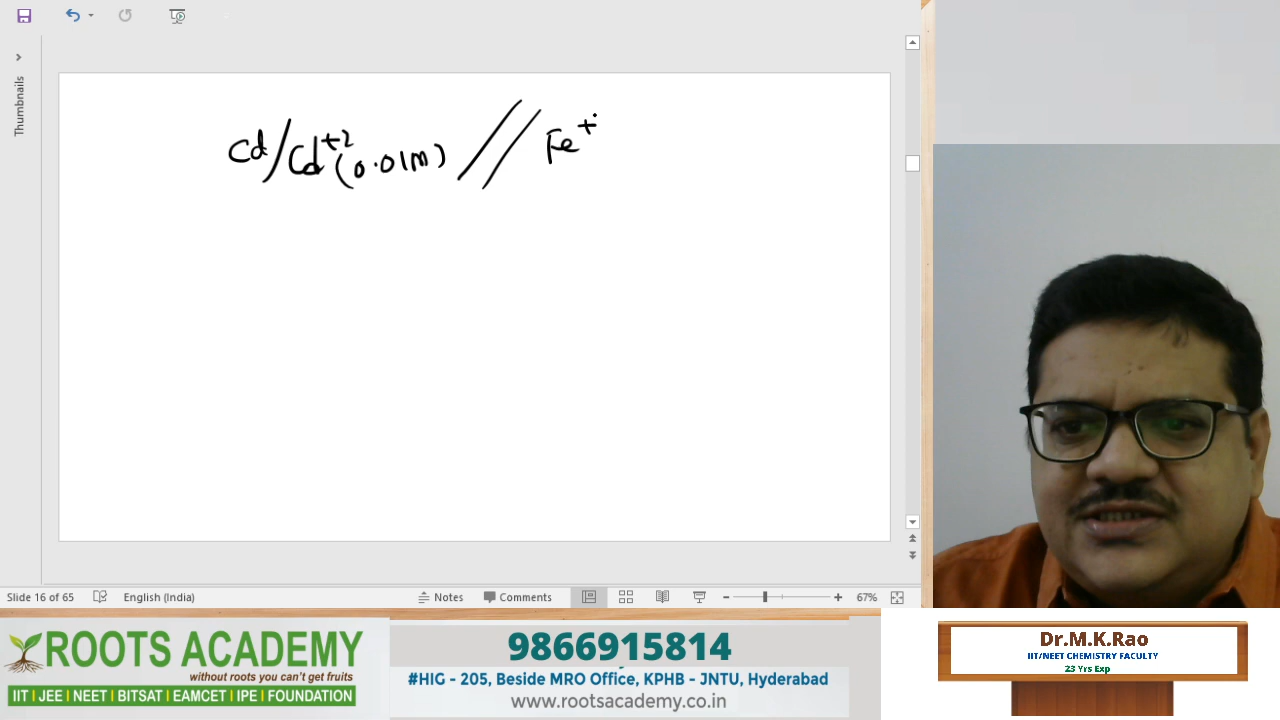 Thumbnails
Cd/Cd+2(0.01M) // Fe+
Slide 16 of 65
English (India)
Notes
Comments
67%
ROOTS ACADEMY
without roots you can't get fruits
IIT I JEE I NEET I BITSAT I EAMCET I IPE I FOUNDATION
9866915814
#HIG - 205, Beside MRO Office, KPHB - JNTU, Hyderabad
www.rootsacademy.co.in
Dr.M.K.Rao
IIT/NEET CHEMISTRY FACULTY
23 Yrs Exp